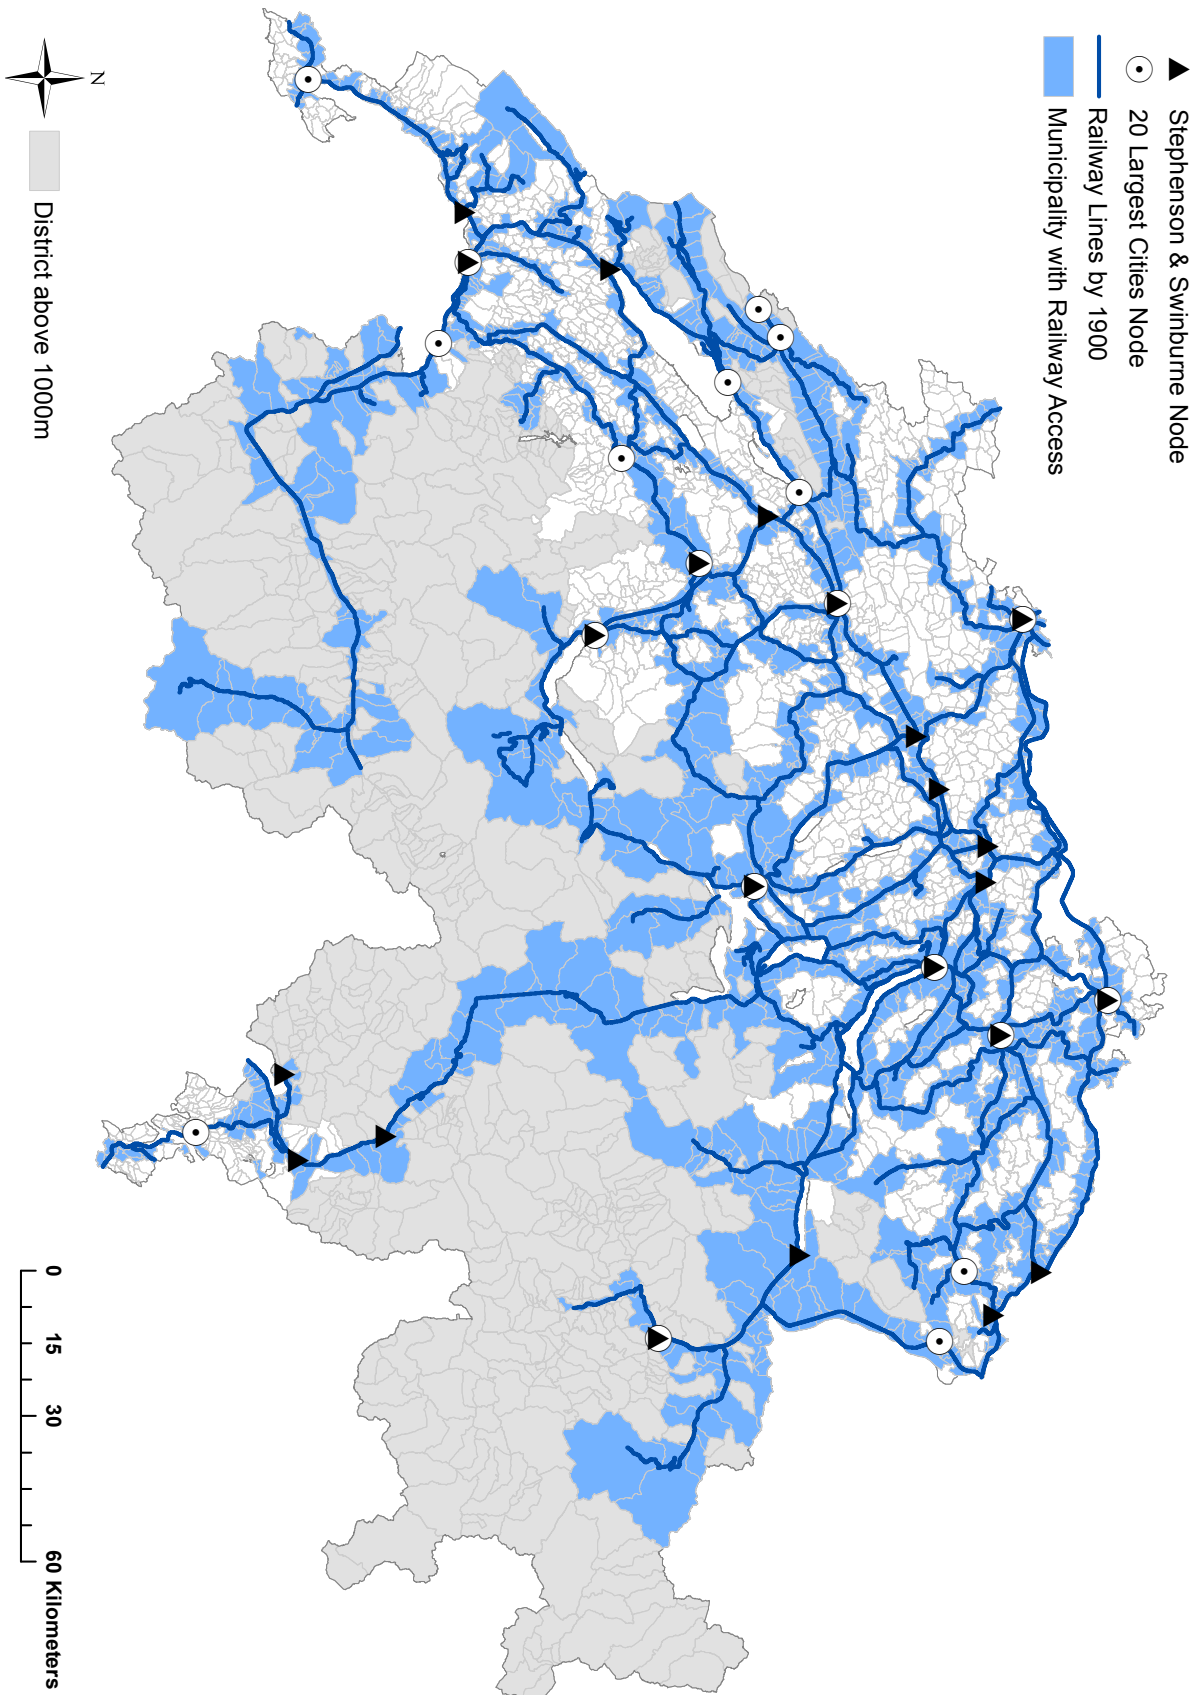 Stephenson & Swinburne Node
20 Largest Cities Node
Railway Lines by 1900
Municipality with Railway Access
N
District above 1000m
0 15 30 60 Kilometers